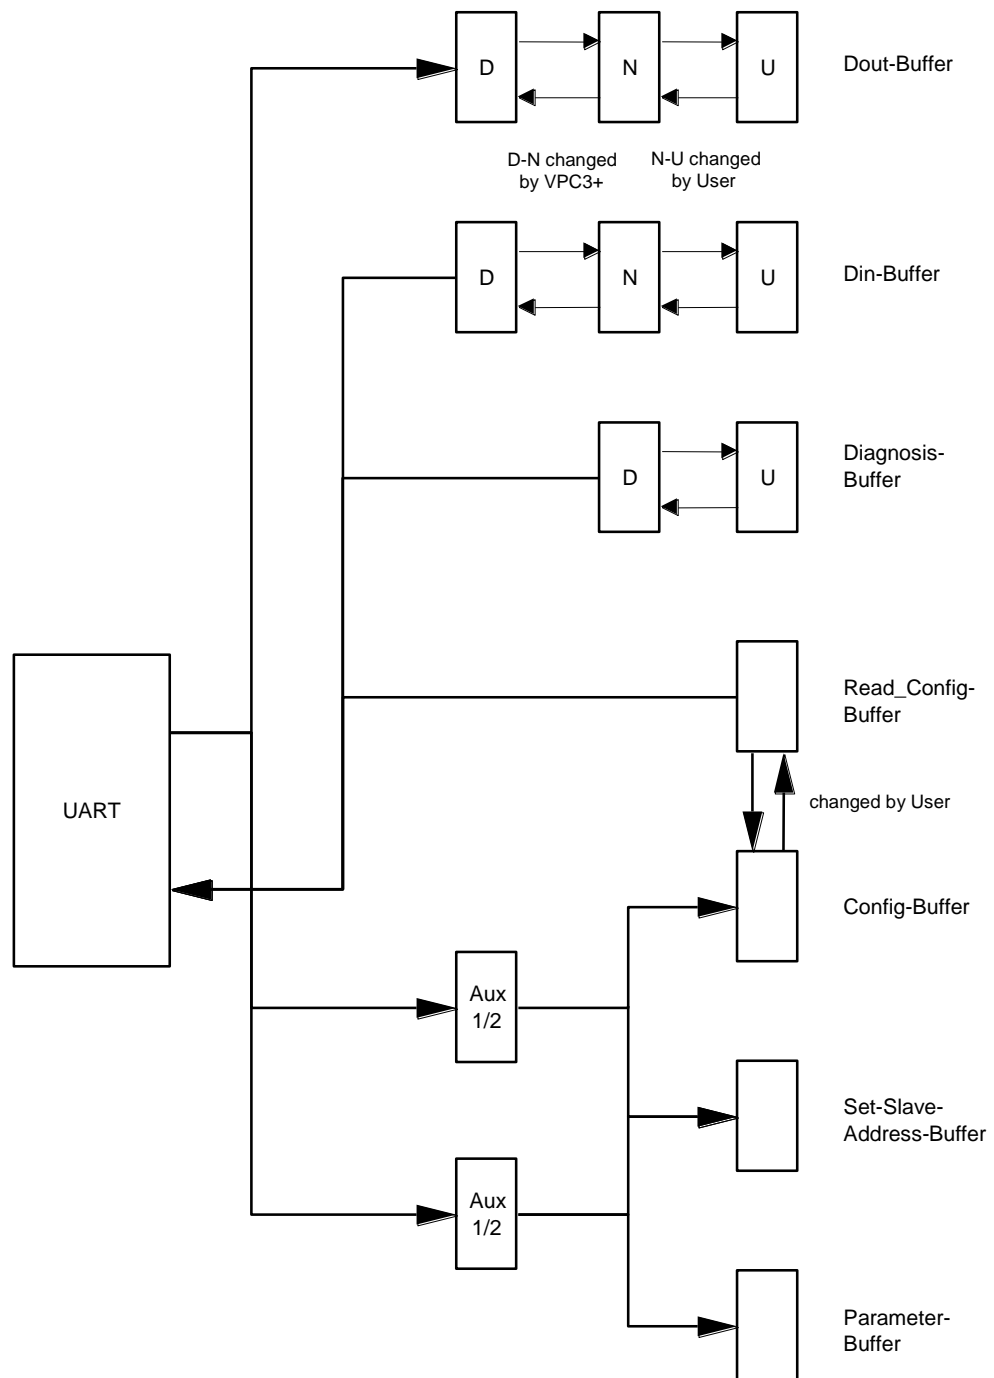 D
N
U
Dout-Buffer
D-N changed
by VPC3+
N-U changed
by User
D
N
U
Din-Buffer
D
U
Diagnosis-
Buffer
Read_Config-
Buffer
UART
changed by User
Config-Buffer
Aux
1/2
Set-Slave-
Address-Buffer
Aux
1/2
Parameter-
Buffer